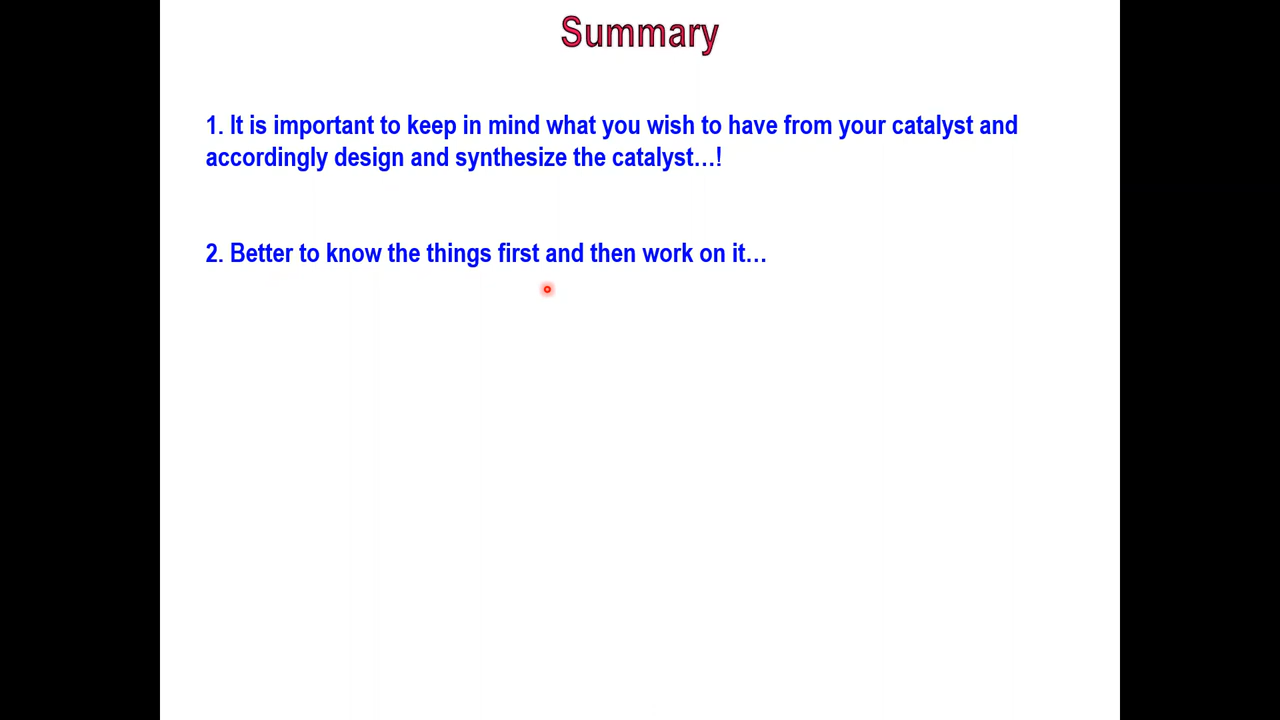 Summary
1. It is important to keep in mind what you wish to have from your catalyst and
accordingly design and synthesize the catalyst…!
2. Better to know the things first and then work on it…